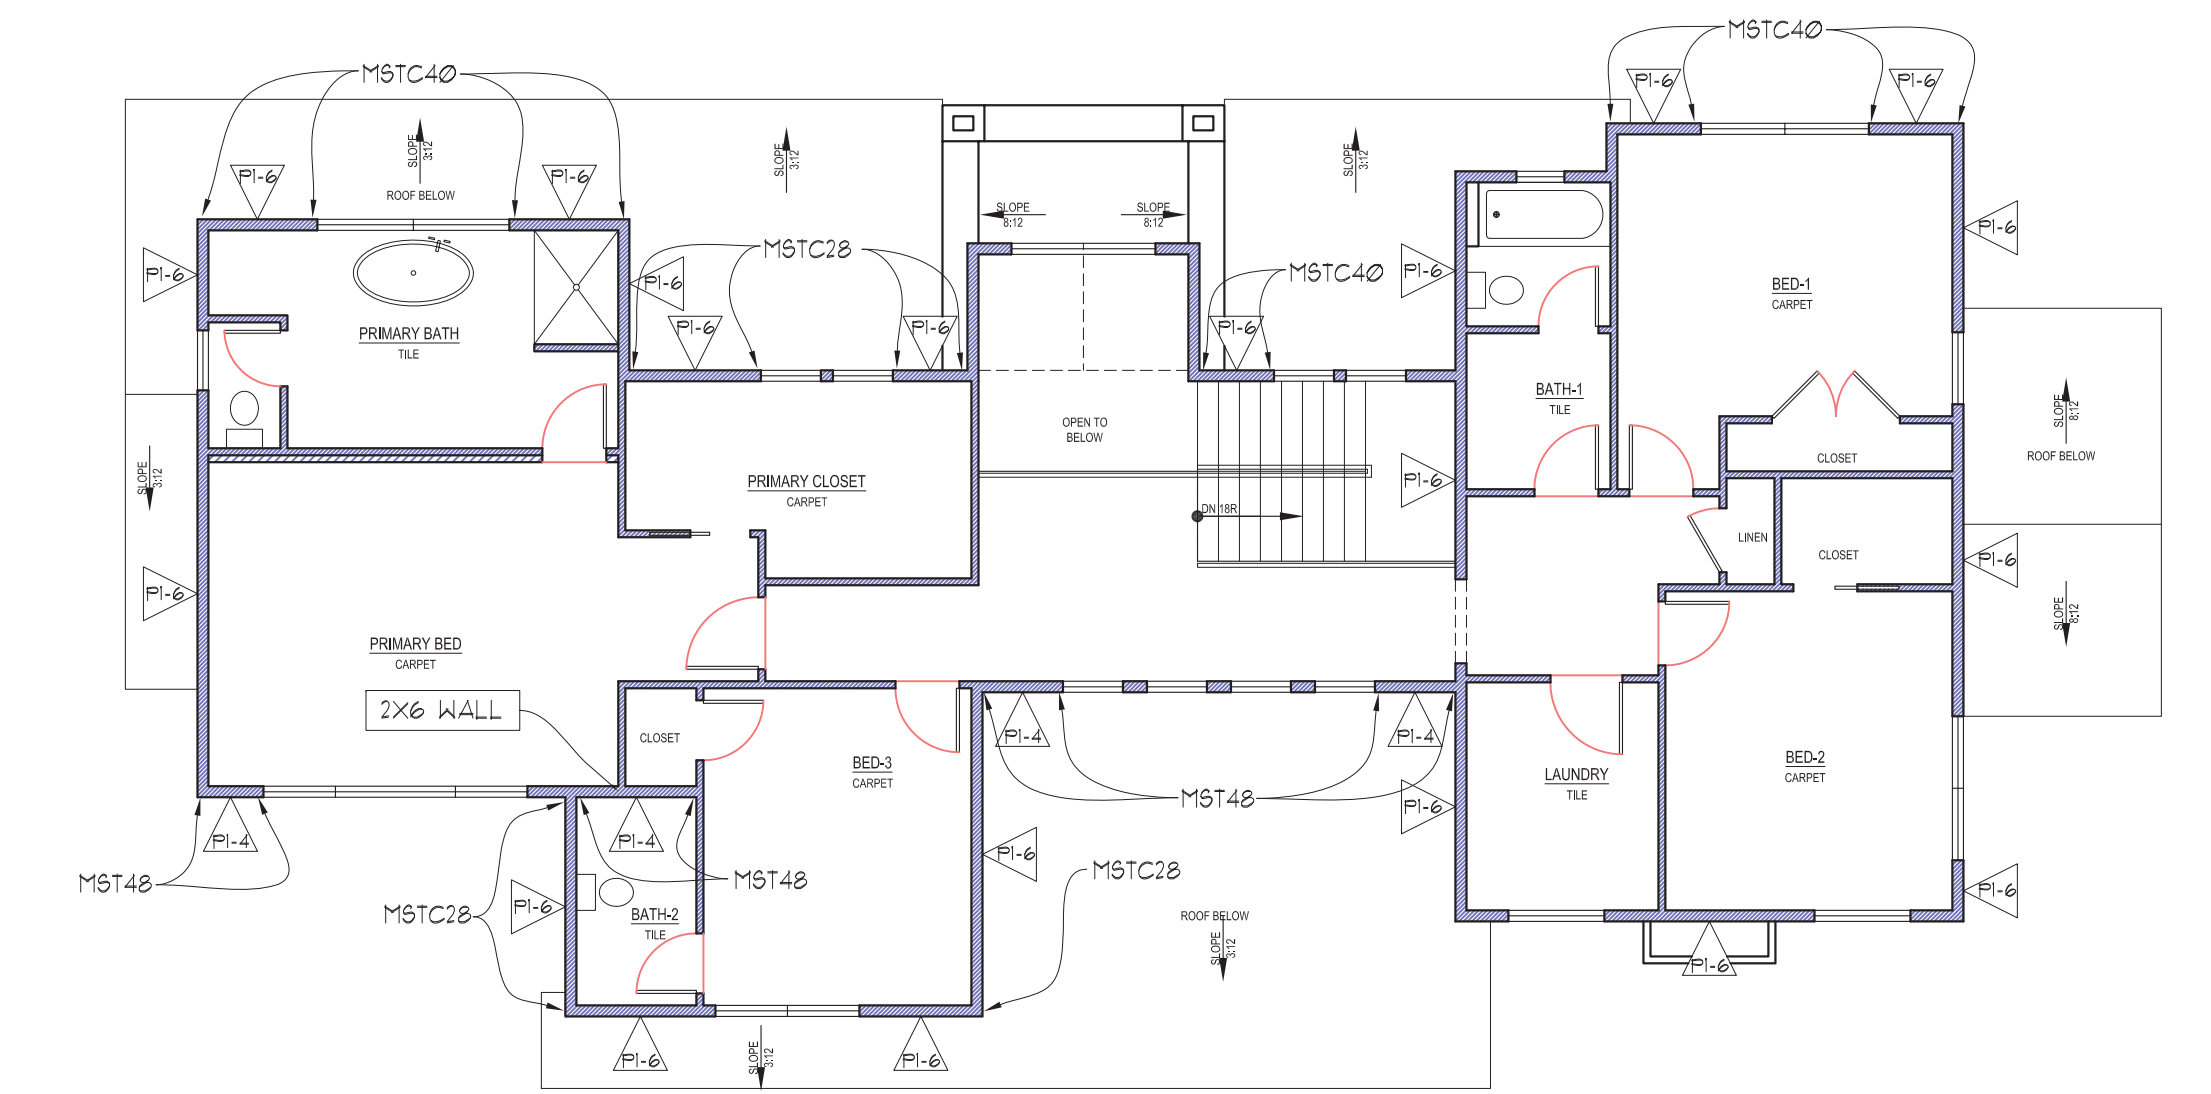 MSTC40
MSTC40
P1-6
P1-6
SLOPE
3:12
ROOF BELOW
SLOPE
3:12
SLOPE
3:12
P1-6
P1-6
SLOPE
8:12
SLOPE
8:12
P1-6
P1-6
MSTC28
MSTC40
P1-6
P1-6
P1-6
BED-1
CARPET
PRIMARY BATH
TILE
P1-6
P1-6
P1-6
BATH-1
TILE
SLOPE
8:12
ROOF BELOW
OPEN TO
BELOW
CLOSET
SLOPE
3:12
PRIMARY CLOSET
CARPET
P1-6
DN 18R
LINEN
CLOSET
P1-6
P1-6
SLOPE
8:12
PRIMARY BED
CARPET
2X6 WALL
CLOSET
P1-4
P1-4
BED-3
CARPET
LAUNDRY
TILE
BED-2
CARPET
MST48
P1-6
P1-4
P1-4
P1-6
MSTC28
MST48
MST48
P1-6
MSTC28
BATH-2
TILE
P1-6
ROOF BELOW
SLOPE
3:12
P1-6
P1-6
SLOPE
3:12
P1-6